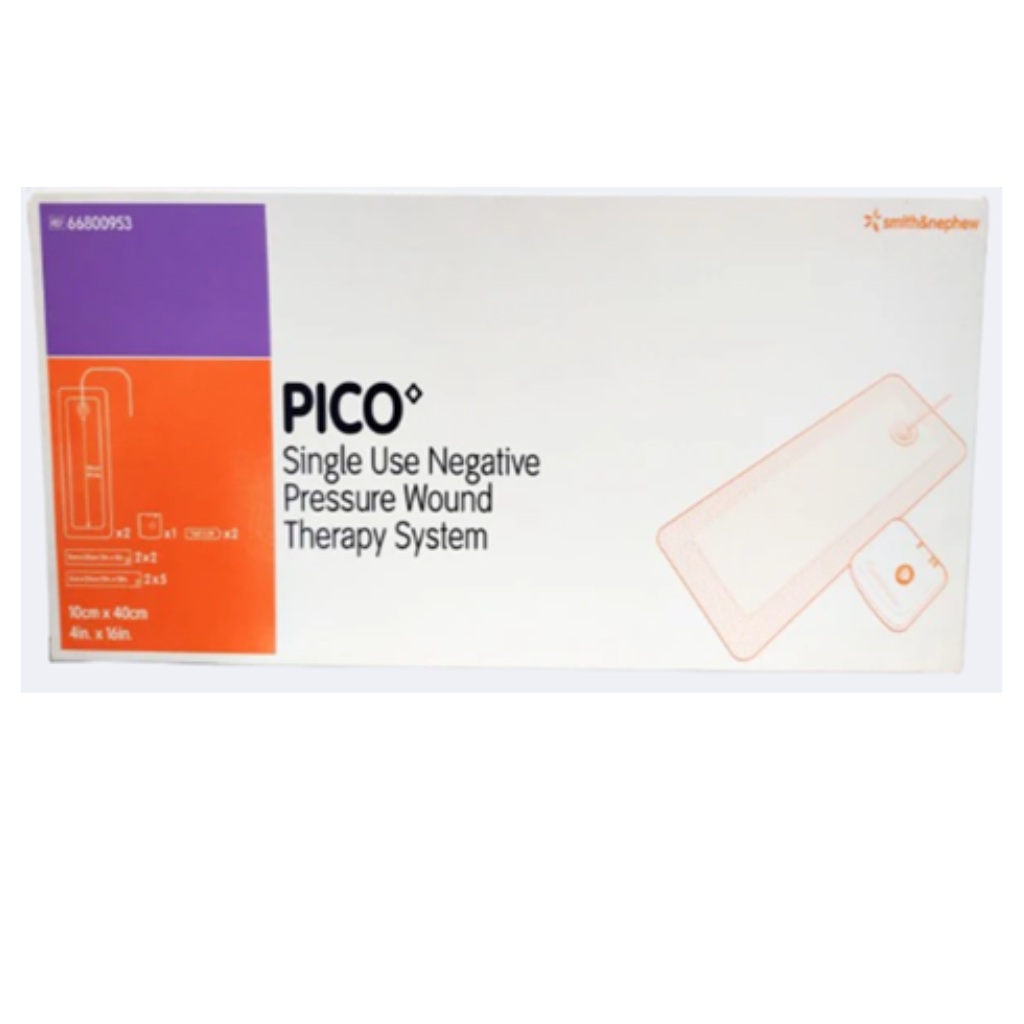 REF 66800953
smith&nephew
PICO◊
Single Use Negative
Pressure Wound
Therapy System
x2
x1
x2
2x2
2x5
10cm x 40cm
4in. x 16in.